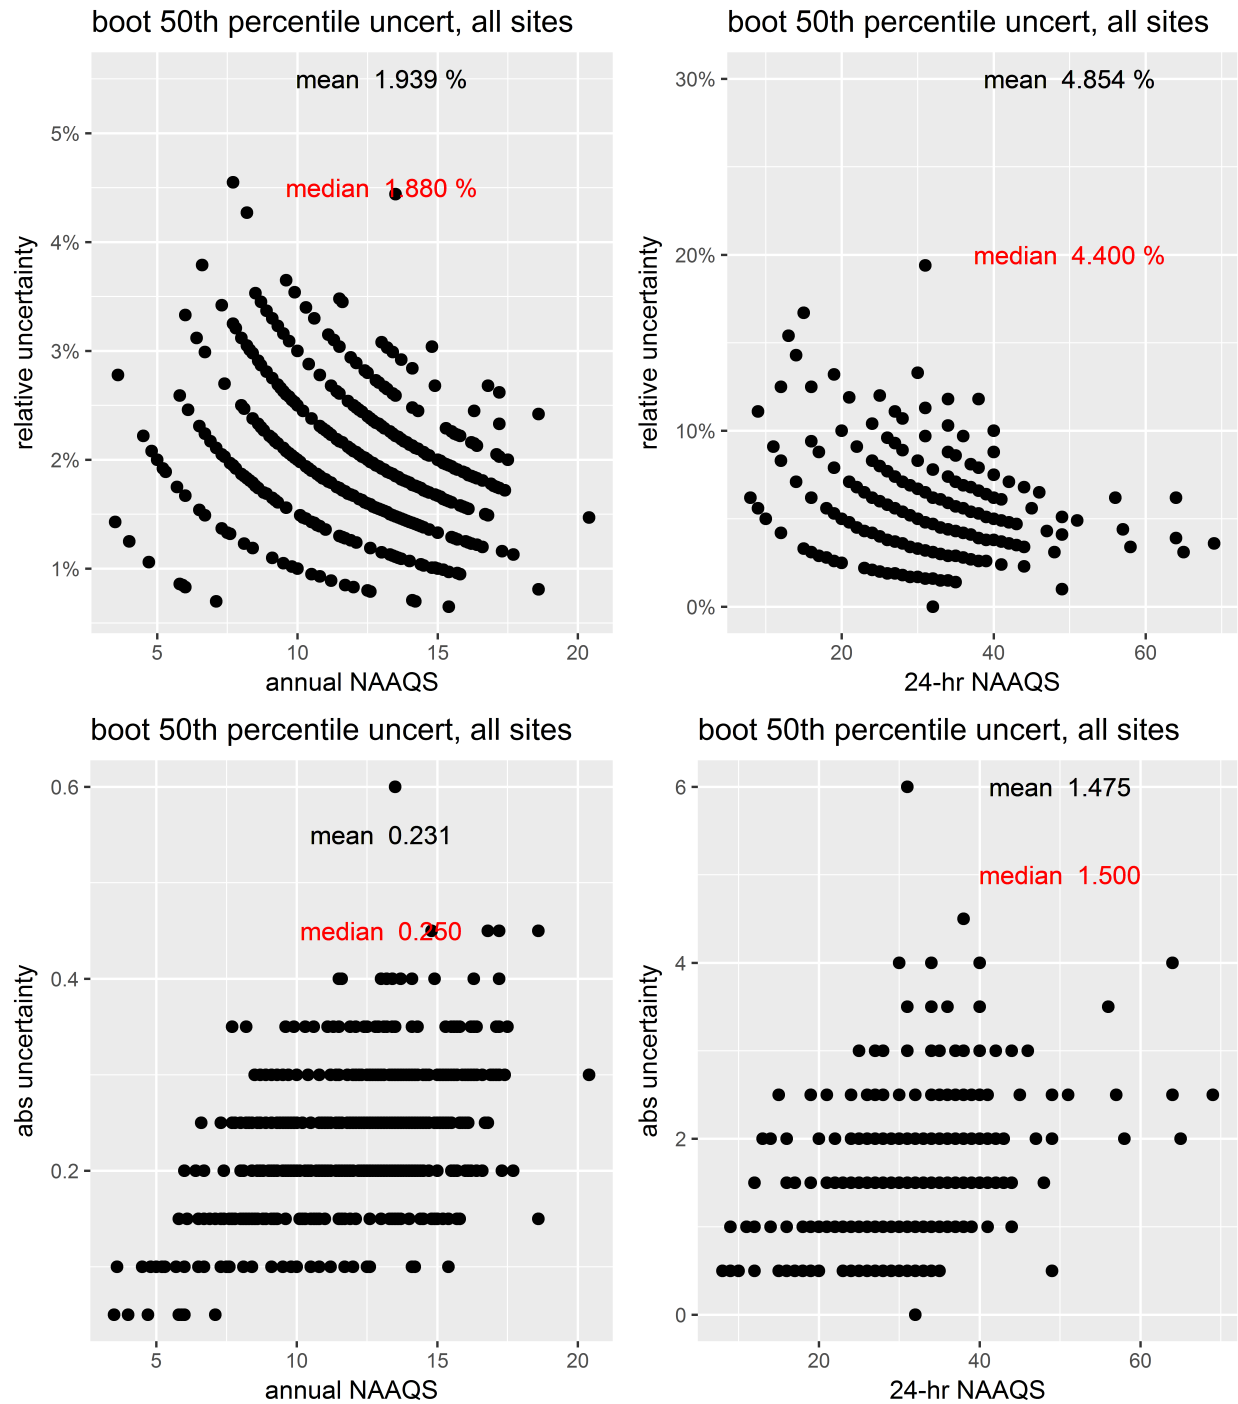 boot 50th percentile uncert, all sites
mean 1.939 %
median 1.880 %
5%
4%
3%
2%
1%
relative uncertainty
5
10
15
20
annual NAAQS
boot 50th percentile uncert, all sites
mean 4.854 %
median 4.400 %
30%
20%
10%
0%
relative uncertainty
20
40
60
24-hr NAAQS
boot 50th percentile uncert, all sites
mean 0.231
median 0.250
0.6
0.4
0.2
abs uncertainty
5
10
15
20
annual NAAQS
boot 50th percentile uncert, all sites
mean 1.475
median 1.500
6
4
2
0
abs uncertainty
20
40
60
24-hr NAAQS